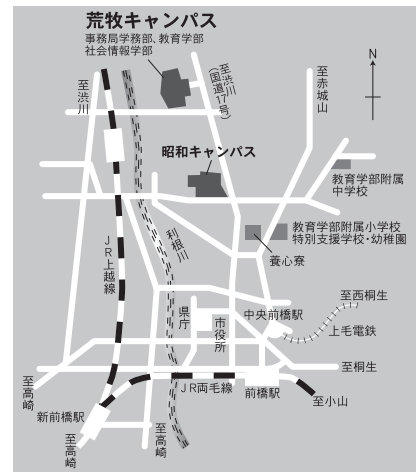 荒牧キャンパス
事務局学務部、教育学部
社会情報学部
N
至渋川
至渋川
(国道17号)
至赤城山
昭和キャンパス
教育学部附属
中学校
利根川
教育学部附属小学校
特別支援学校・幼稚園
養心寮
JR上越線
県庁
市役所
中央前橋駅
至西桐生
上毛電鉄
至桐生
至高崎
JR両毛線
前橋駅
至小山
新前橋駅
至高崎
至高崎